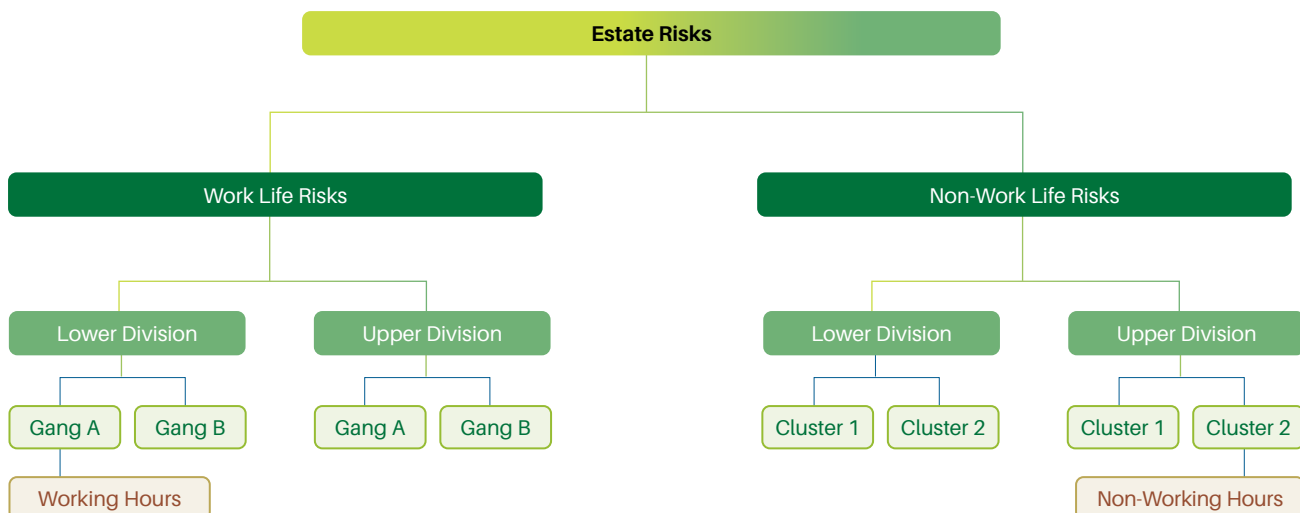 Estate Risks
Work Life Risks
Non-Work Life Risks
Lower Division
Upper Division
Lower Division
Upper Division
Gang A
Gang B
Gang A
Gang B
Cluster 1
Cluster 2
Cluster 1
Cluster 2
Working Hours
Non-Working Hours